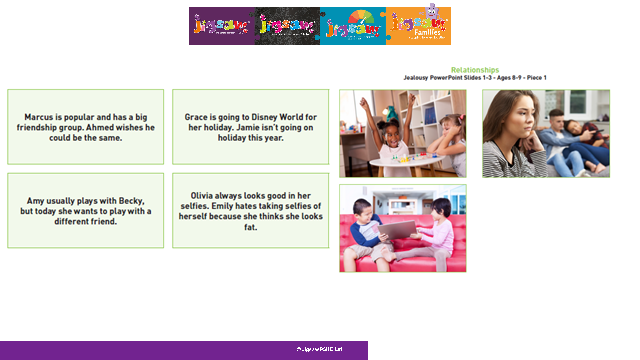 jigsaw
jigsaw
jigsaw
jigsaw
Families
Relationships
Jealousy PowerPoint Slides 1-3 - Ages 8-9 - Piece 1
Marcus is popular and has a big
friendship group. Ahmed wishes he
could be the same.
Grace is going to Disney World for
her holiday. Jamie isn't going on
holiday this year.
Amy usually plays with Becky,
but today she wants to play with a
different friend.
Olivia always looks good in her
selfies. Emily hates taking selfies of
herself because she thinks she looks
fat.
© Jigsaw PSHE Ltd